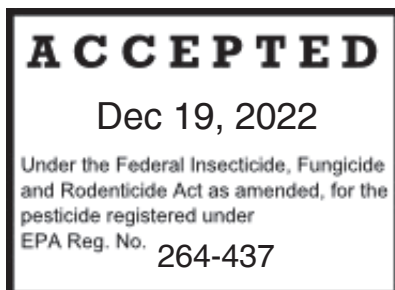 ACCEPTED
Dec 19, 2022
Under the Federal Insecticide, Fungicide
and Rodenticide Act as amended, for the
pesticide registered under
EPA Reg. No. 264-437